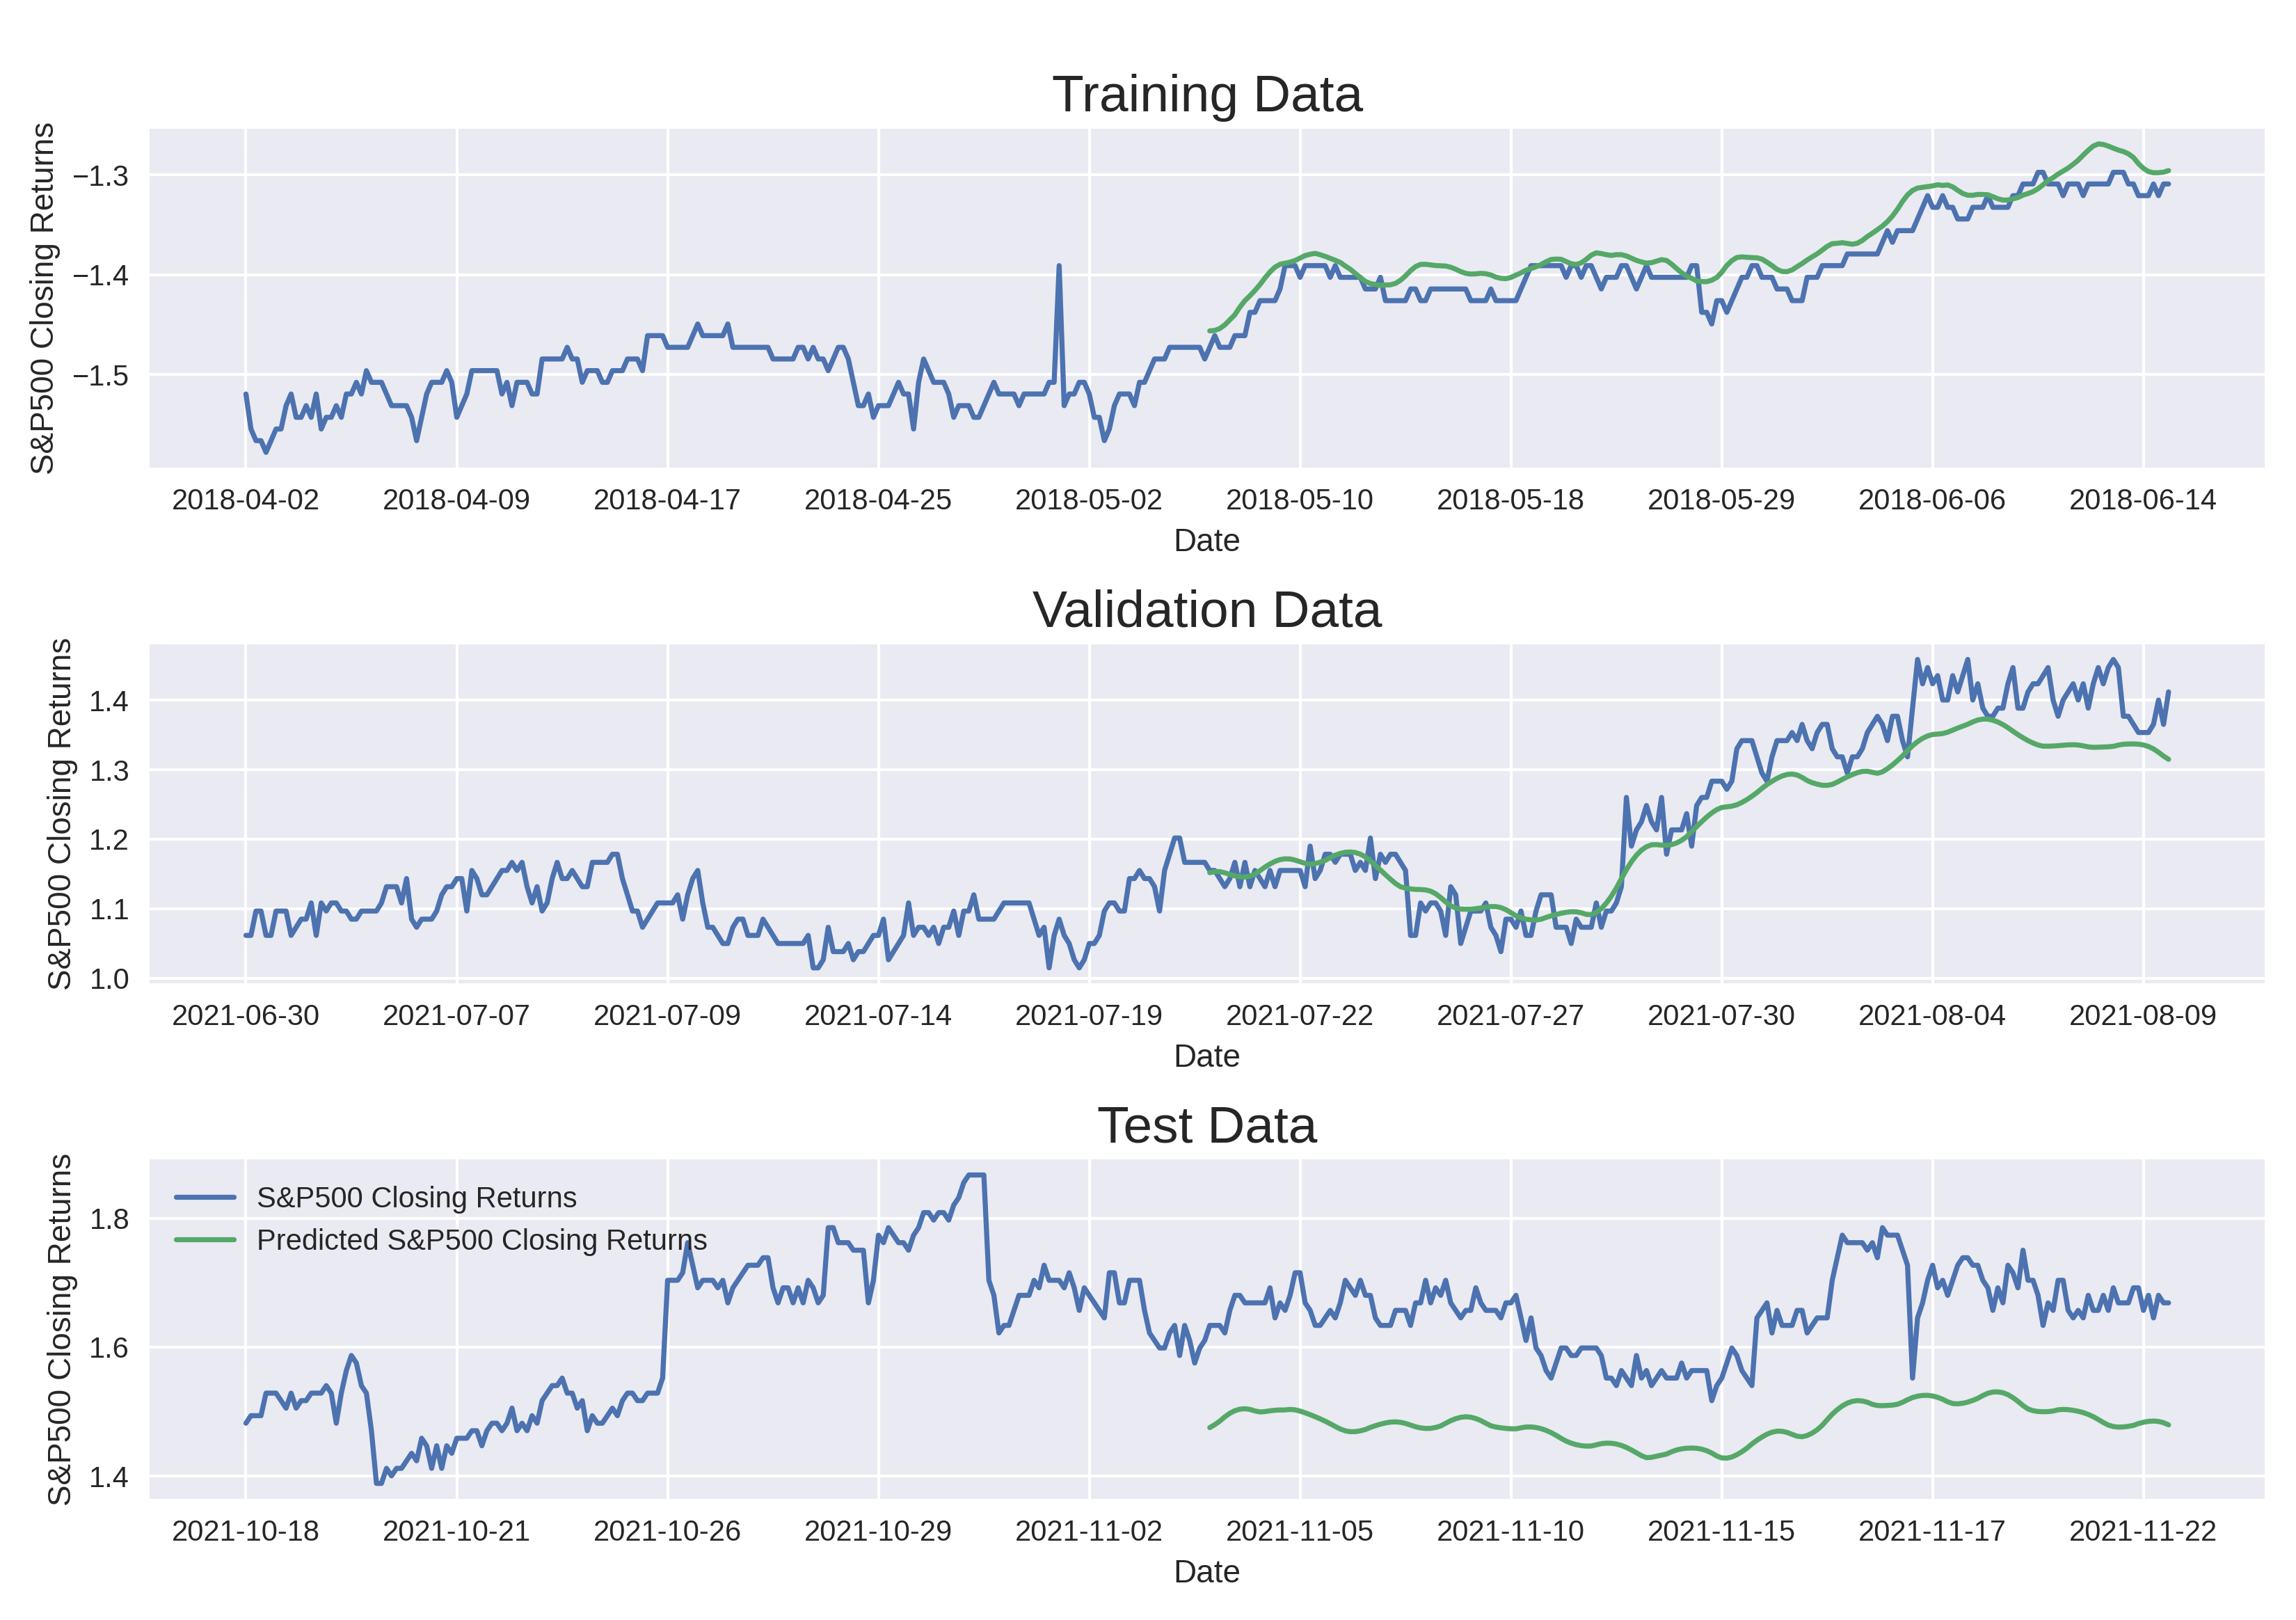 Training Data
S&P500 Closing Returns
−1.3
−1.4
−1.5
2018-04-02 2018-04-09 2018-04-17 2018-04-25 2018-05-02 2018-05-10 2018-05-18 2018-05-29 2018-06-06 2018-06-14
Date
Validation Data
S&P500 Closing Returns
1.4
1.3
1.2
1.1
1.0
2021-06-30 2021-07-07 2021-07-09 2021-07-14 2021-07-19 2021-07-22 2021-07-27 2021-07-30 2021-08-04 2021-08-09
Date
Test Data
S&P500 Closing Returns
S&P500 Closing Returns
Predicted S&P500 Closing Returns
1.8
1.6
1.4
2021-10-18 2021-10-21 2021-10-26 2021-10-29 2021-11-02 2021-11-05 2021-11-10 2021-11-15 2021-11-17 2021-11-22
Date